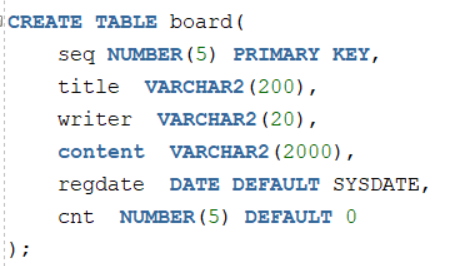 CREATE TABLE board(
seq NUMBER(5) PRIMARY KEY,
title VARCHAR2(200),
writer VARCHAR2(20),
content VARCHAR2(2000),
regdate DATE DEFAULT SYSDATE,
cnt NUMBER(5) DEFAULT 0
);